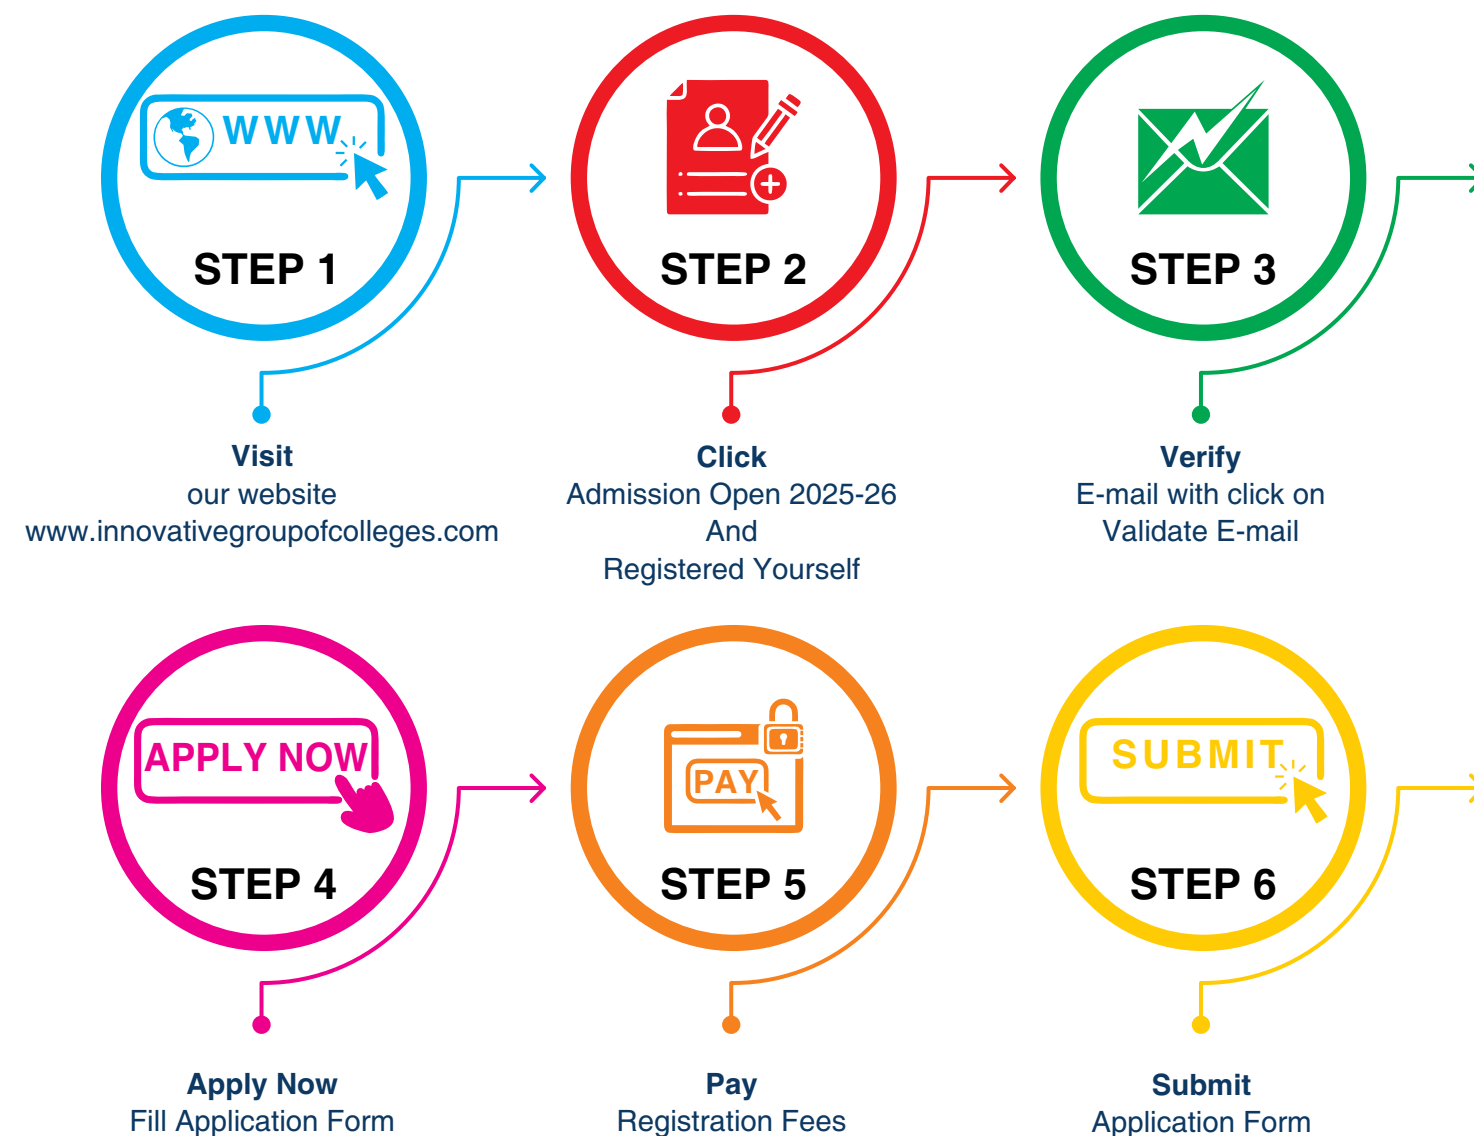 WWW
STEP 1
Visit
our website
www.innovativegroupofcolleges.com
STEP 2
Click
Admission Open 2025-26
And
Registered Yourself
STEP 3
Verify
E-mail with click on
Validate E-mail
APPLY NOW
STEP 4
Apply Now
Fill Application Form
PAY
STEP 5
Pay
Registration Fees
SUBMIT
STEP 6
Submit
Application Form